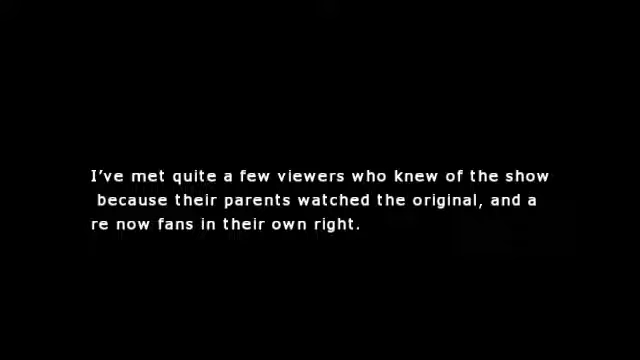 I've met quite a few viewers who knew of the show
because their parents watched the original, and a
re now fans in their own right.